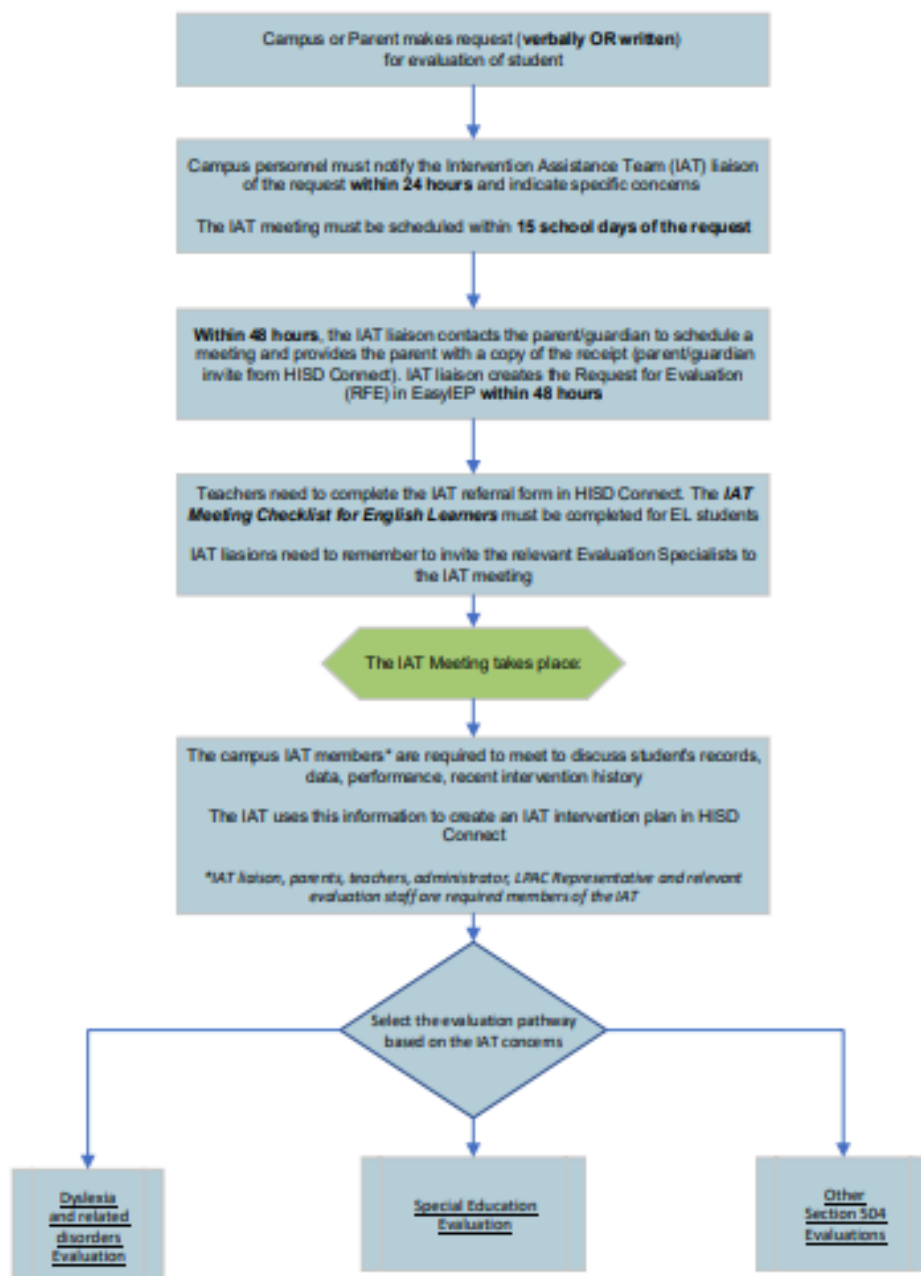 Campus or Parent makes request (verbally OR written)
for evaluation of student
Campus personnel must notify the Intervention Assistance Team (IAT) liaison
of the request within 24 hours and indicate specific concerns
The IAT meeting must be scheduled within 15 school days of the request
Within 48 hours, the IAT liaison contacts the parent/guardian to schedule a
meeting and provides the parent with a copy of the receipt (parent/guardian
invite from HISD Connect). IAT liaison creates the Request for Evaluation
(RFE) in EasyIEP within 48 hours
Teachers need to complete the IAT referral form in HISD Connect. The IAT
Meeting Checklist for English Learners must be completed for EL students
IAT liasions need to remember to invite the relevant Evaluation Specialists to
the IAT meeting
The IAT Meeting takes place:
The campus IAT members* are required to meet to discuss student's records,
data, performance, recent intervention history
The IAT uses this information to create an IAT intervention plan in HISD
Connect
*IAT liaison, parents, teachers, administrator, LPAC Representative and relevant
evaluation staff are required members of the IAT
Select the evaluation pathway
based on the IAT concerns
Dyslexia
and related
disorders
Evaluation
Special Education
Evaluation
Other
Section 504
Evaluations